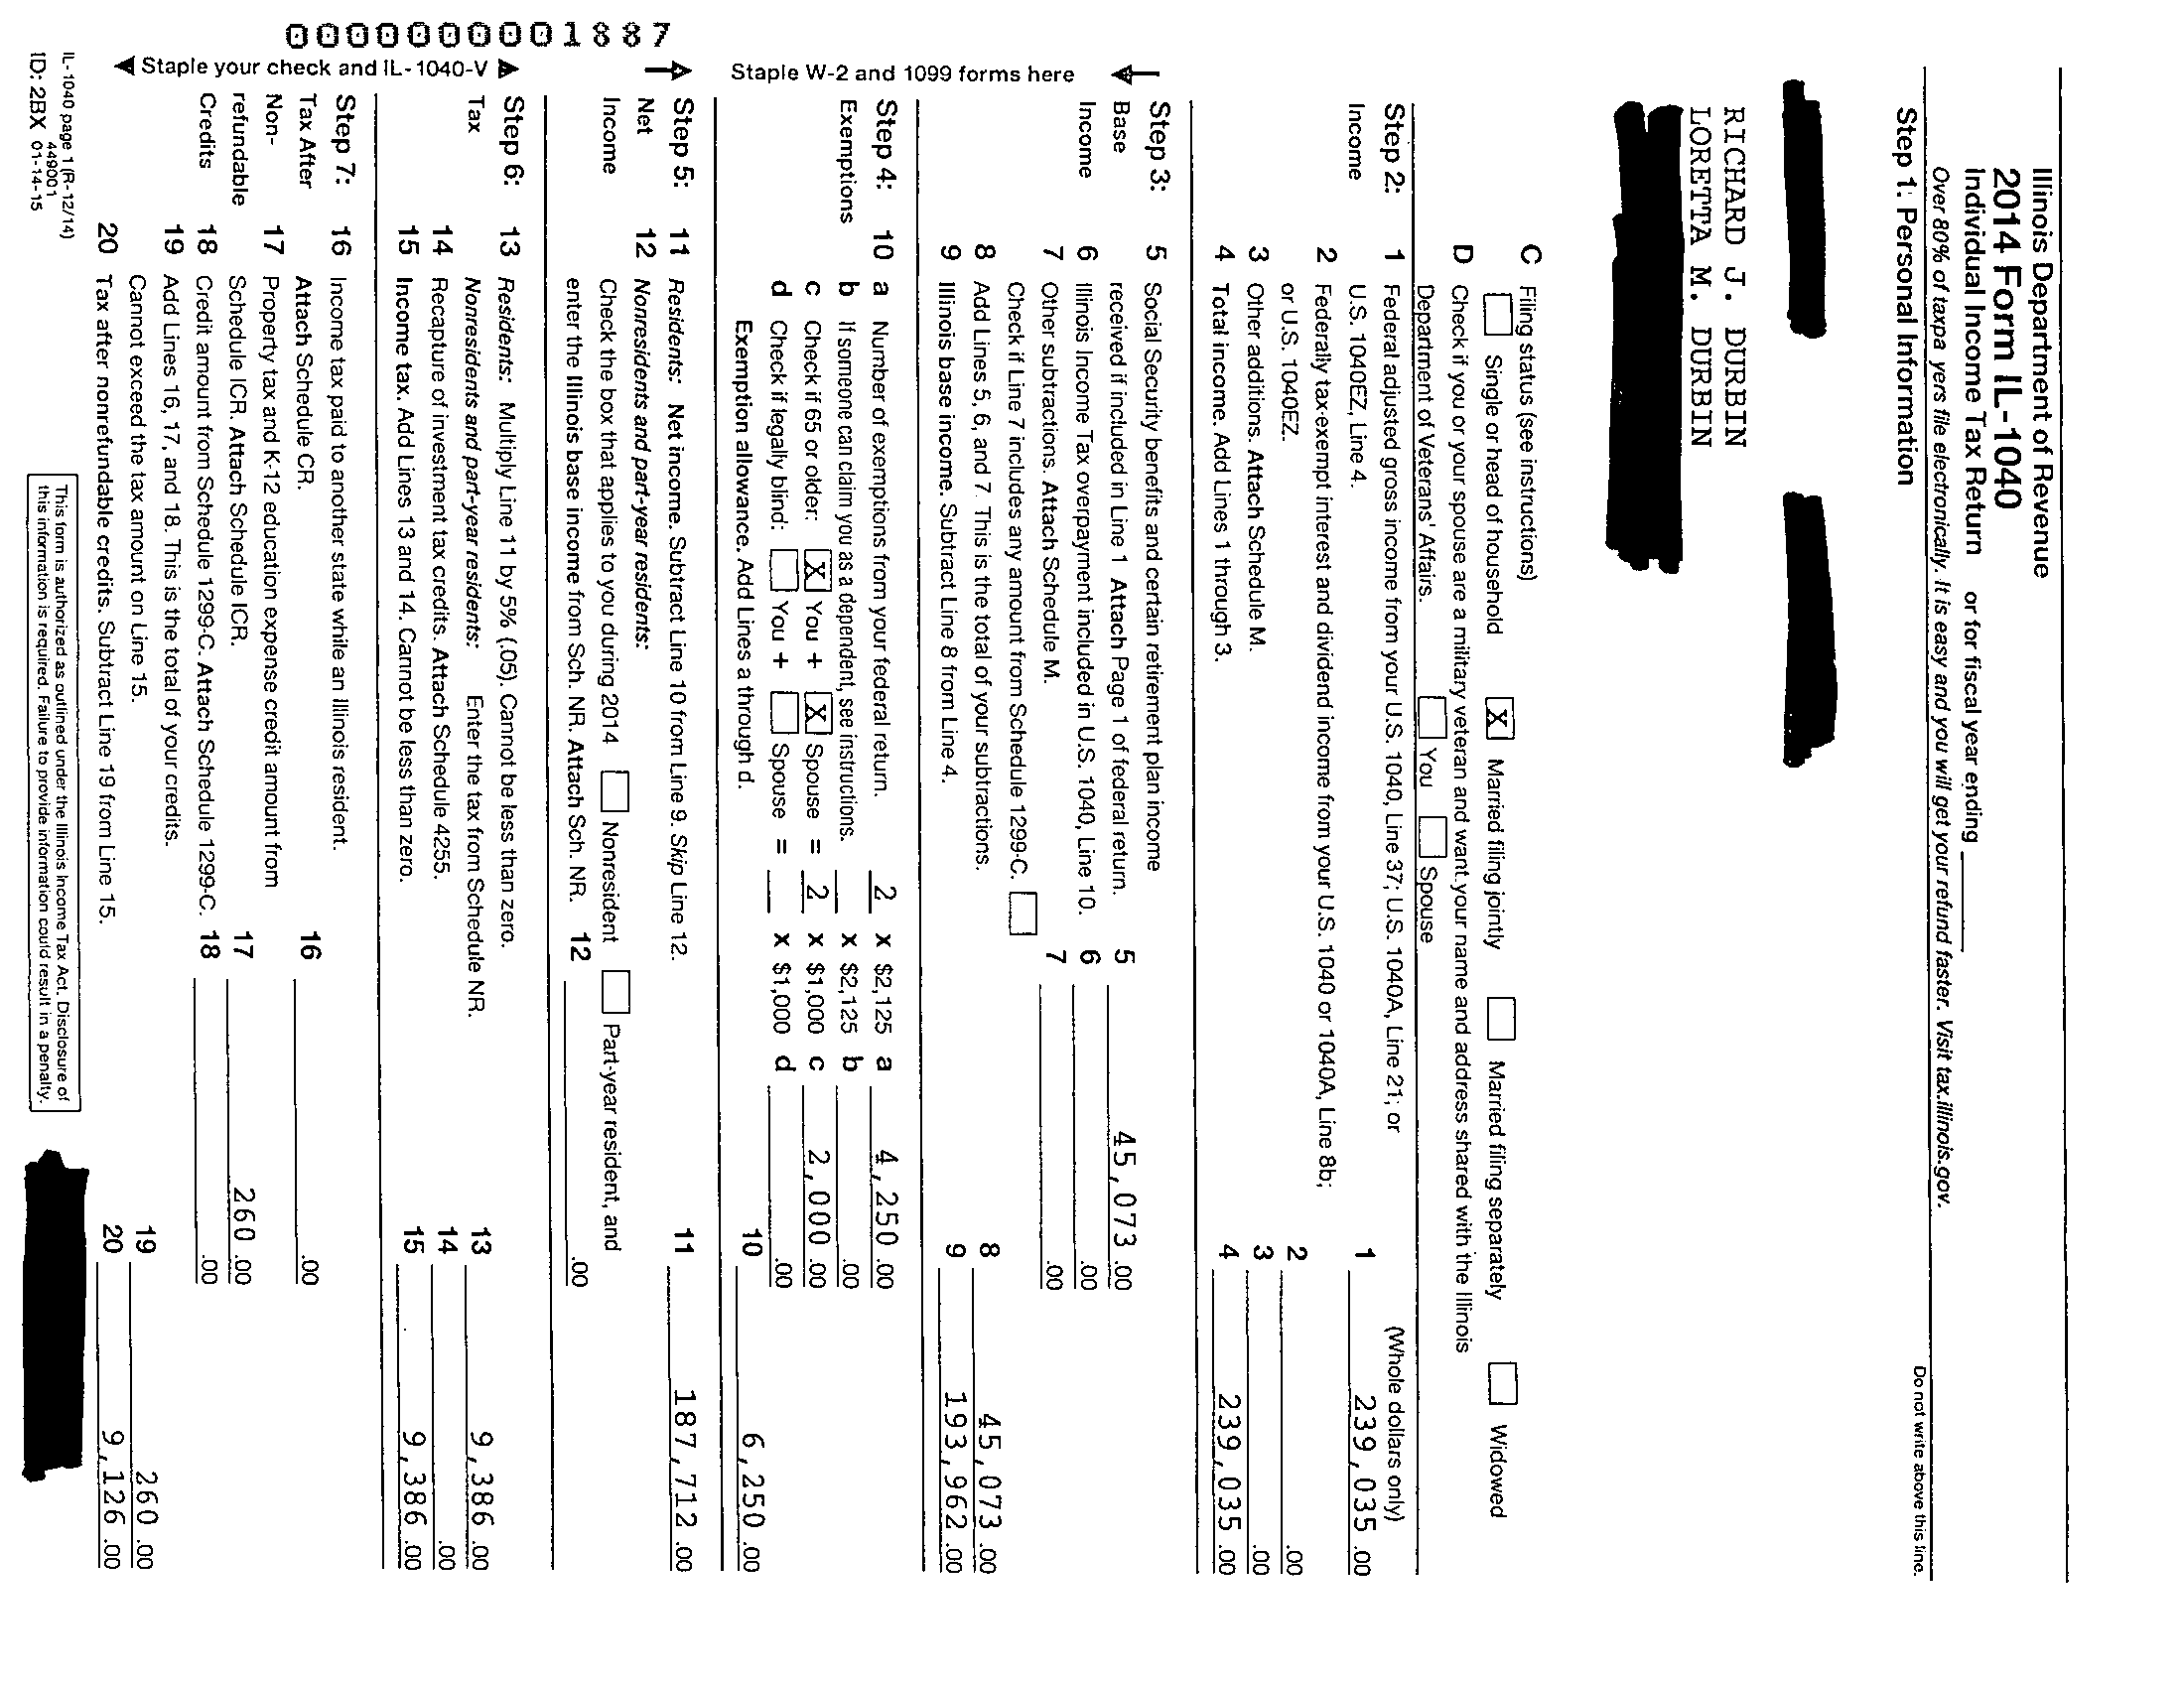 Illinois Department of Revenue
2014 Form IL-1040
Individual Income Tax Return or for fiscal year ending
Over 80% of taxpa yers file electronically. It is easy and you will get your refund faster. Visit tax.illinois.gov.
Do not write above this line.
Step 1: Personal Information
RICHARD J. DURBIN
LORETTA M. DURBIN
C Filing status (see instructions)
Single or head of household X Married filing jointly Married filing separately Widowed
D Check if you or your spouse are a military veteran and want your name and address shared with the Illinois
Department of Veterans' Affairs. You Spouse
(Whole dollars only)
Step 2: 1 Federal adjusted gross income from your U.S. 1040, Line 37; U.S. 1040A, Line 21; or
Income U.S. 1040EZ, Line 4. 1 239,035 .00
2 Federally tax-exempt interest and dividend income from your U.S. 1040 or 1040A, Line 8b;
or U.S. 1040EZ. 2 .00
3 Other additions. Attach Schedule M. 3 .00
4 Total income. Add Lines 1 through 3. 4 239,035 .00
Step 3: 5 Social Security benefits and certain retirement plan income
Base received if included in Line 1 Attach Page 1 of federal return. 5 45,073 .00
Income 6 Illinois Income Tax overpayment included in U.S. 1040, Line 10. 6 .00
7 Other subtractions. Attach Schedule M. 7 .00
Check if Line 7 includes any amount from Schedule 1299-C.
8 Add Lines 5, 6, and 7. This is the total of your subtractions. 8 45,073 .00
9 Illinois base income. Subtract Line 8 from Line 4. 9 193,962 .00
Staple W-2 and 1099 forms here
Step 4: 10 a Number of exemptions from your federal return. 2 x $2,125 a 4,250 .00
Exemptions b If someone can claim you as a dependent, see instructions. x $2,125 b .00
c Check if 65 or older: X You + X Spouse = 2 x $1,000 c 2,000 .00
d Check if legally blind: You + Spouse = x $1,000 d .00
Exemption allowance. Add Lines a through d. 10 6,250 .00
Step 5: 11 Residents: Net income. Subtract Line 10 from Line 9. Skip Line 12. 11 187,712 .00
Net 12 Nonresidents and part-year residents:
Income Check the box that applies to you during 2014 Nonresident Part-year resident, and
enter the Illinois base income from Sch. NR. Attach Sch. NR. 12 .00
Step 6: 13 Residents: Multiply Line 11 by 5% (.05). Cannot be less than zero.
Tax Nonresidents and part-year residents: Enter the tax from Schedule NR. 13 9,386 .00
14 Recapture of investment tax credits. Attach Schedule 4255. 14 .00
15 Income tax. Add Lines 13 and 14. Cannot be less than zero. 15 9,386 .00
Staple your check and IL-1040-V
000000001887
Step 7: 16 Income tax paid to another state while an Illinois resident.
Tax After Attach Schedule CR. 16 .00
Non- 17 Property tax and K-12 education expense credit amount from
refundable Schedule ICR. Attach Schedule ICR. 17 260 .00
Credits 18 Credit amount from Schedule 1299-C. Attach Schedule 1299-C. 18 .00
19 Add Lines 16, 17, and 18. This is the total of your credits.
Cannot exceed the tax amount on Line 15. 19 260 .00
20 Tax after nonrefundable credits. Subtract Line 19 from Line 15. 20 9,126 .00
IL-1040 page 1 (R-12/14)
449001
ID: 2BX 01-14-15
This form is authorized as outlined under the Illinois Income Tax Act. Disclosure of
this information is required. Failure to provide information could result in a penalty.